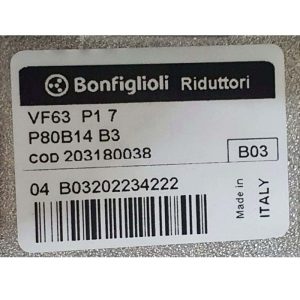 Bonfiglioli Riduttori
VF63 P1 7
P80B14 B3
COD 203180038
B03
04 B03202234222
Made in
ITALY